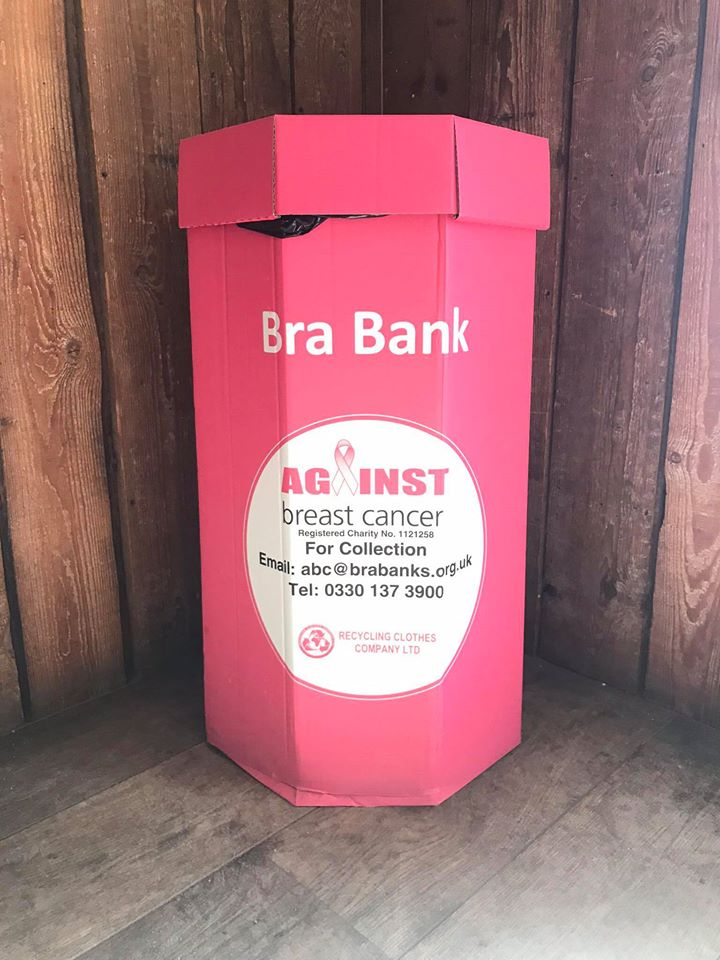 Bra Bank
AGAINST
breast cancer
Registered Charity No. 1121258
For Collection
Email: abc@brabanks.org.uk
Tel: 0330 137 3900
RECYCLING CLOTHES
COMPANY LTD